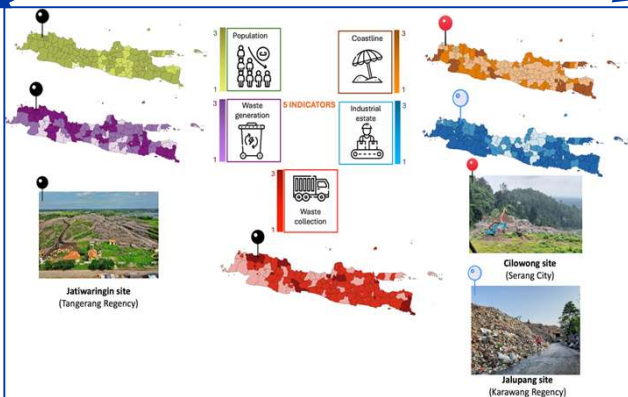 3
Population
1
Coastline
3
1
3
Waste
generation
1
5 INDICATORS
Industrial
estate
3
1
3
Waste
collection
1
Jatiwaringin site
(Tangerang Regency)
Cilowong site
(Serang City)
Jalupang site
(Karawang Regency)